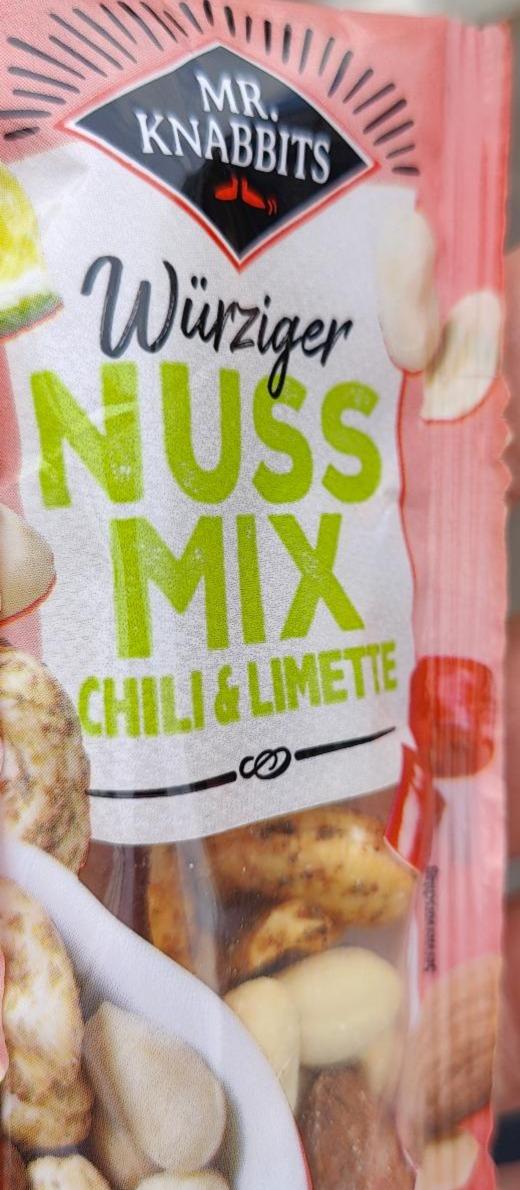 MR.
KNABBITS
Würziger
NUSS
MIX
CHILI & LIMETTE